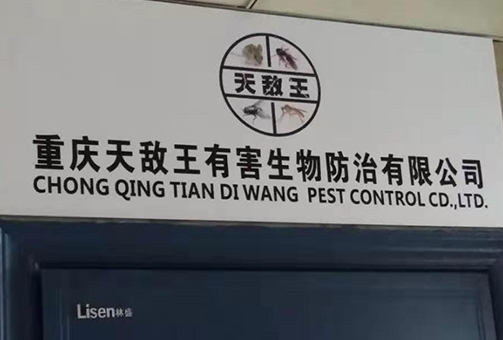 天敌王
重庆天敌王有害生物防治有限公司
CHONG QING TIAN DI WANG PEST CONTROL CD.,LTD.
Lisen林盛